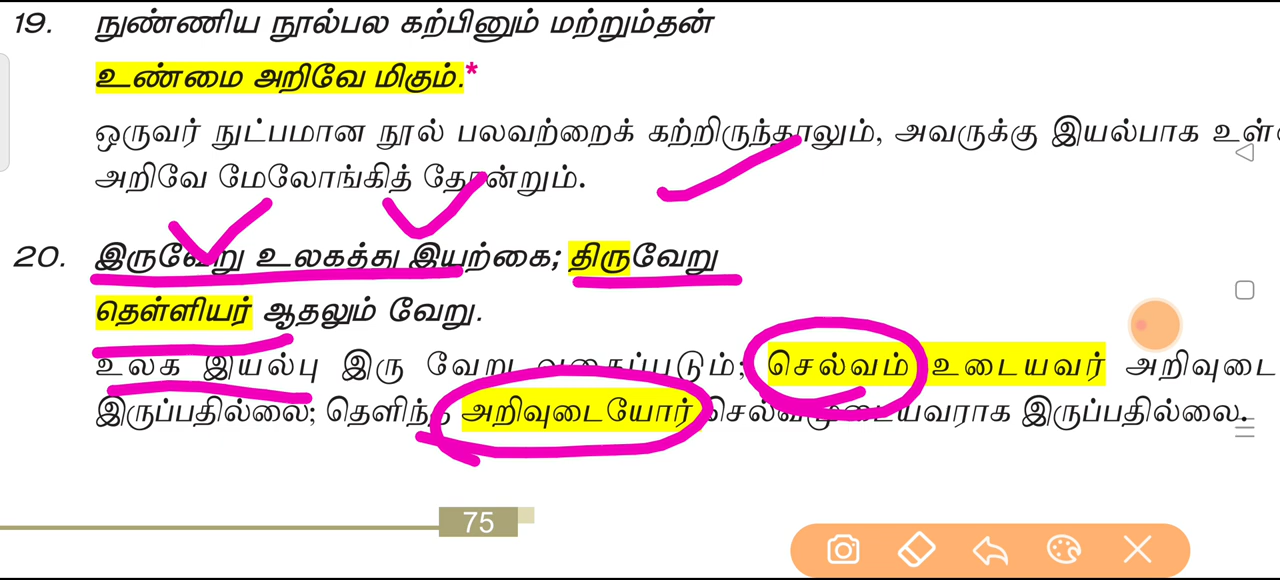 19. நுண்ணிய நூல்பல கற்பினும் மற்றும்தன்
உண்மை அறிவே மிகும்.*
ஒருவர் நுட்பமான நூல் பலவற்றைக் கற்றிருந்தாலும், அவருக்கு இயல்பாக
அறிவே மேலோங்கித் தோன்றும்.
20. இருவேறு உலகத்து இயற்கை; திருவேறு
தெள்ளியர் ஆதலும் வேறு.
உலக இயல்பு இரு வேறு வகைப்படும்; செல்வம் உடையவர் அறிவுடை
இருப்பதில்லை; தெளிந்த அறிவுடையோர் செல்வமுடையவராக இருப்பதில்லை.
75